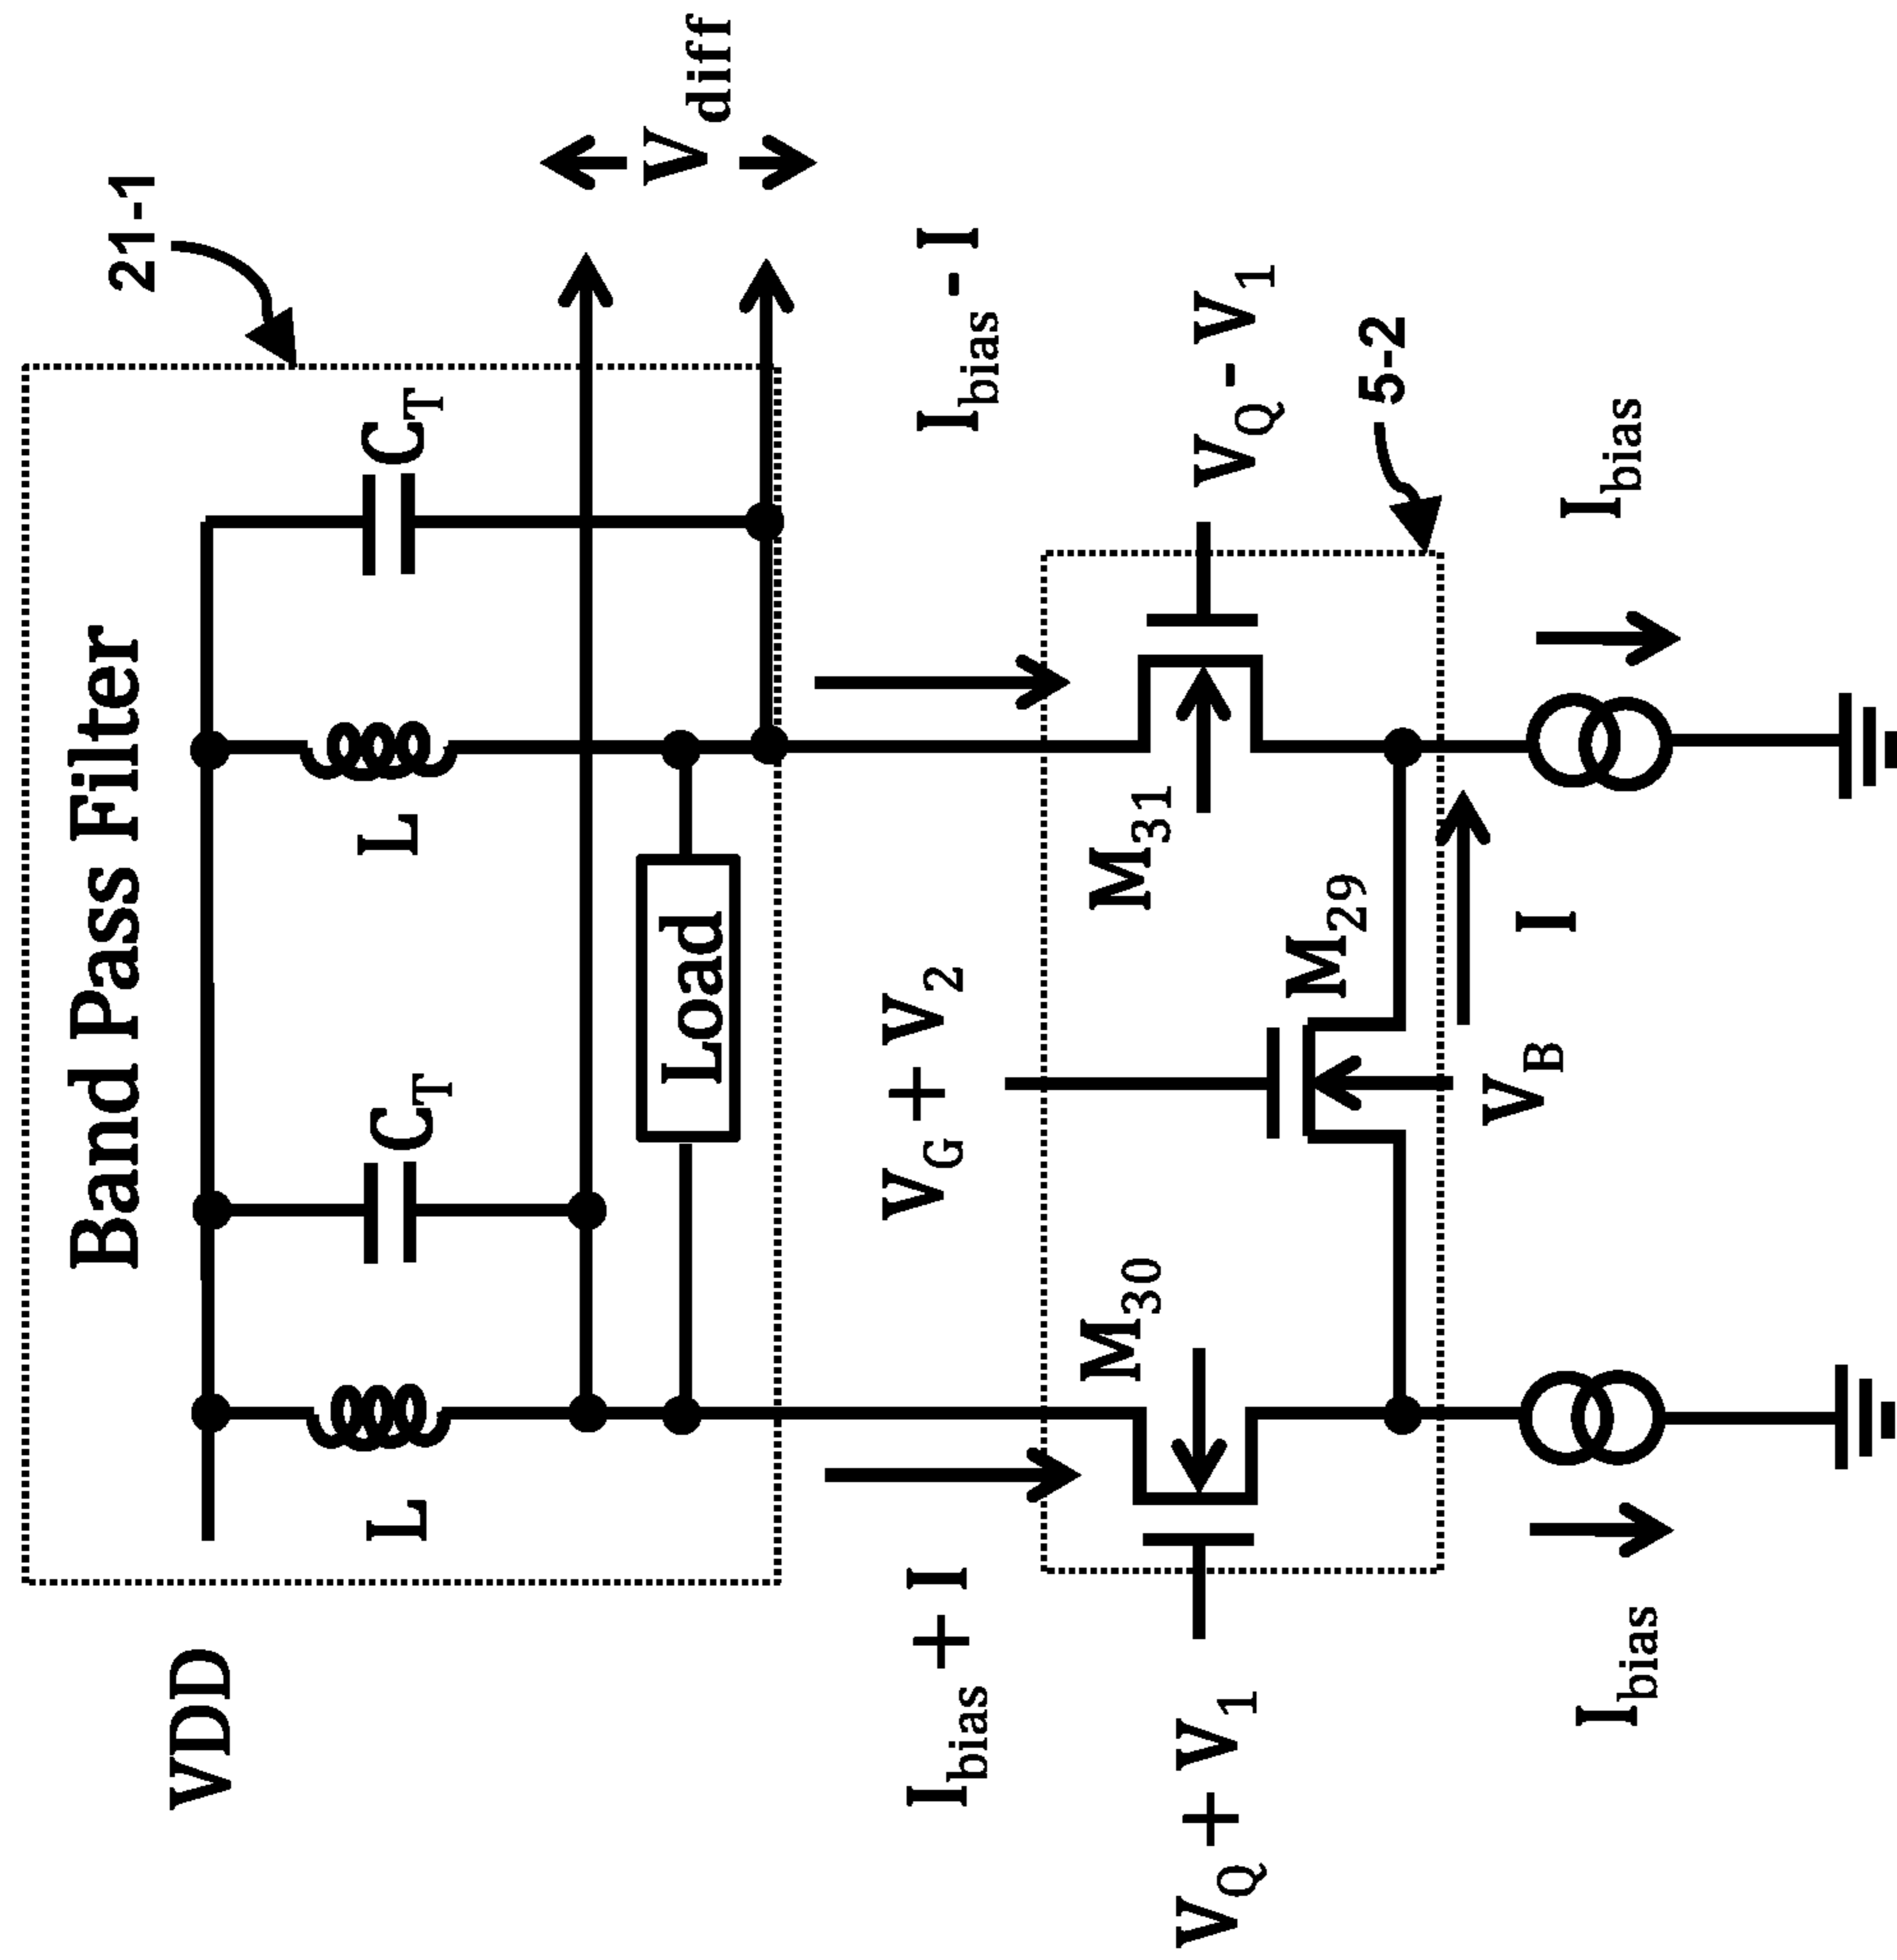 Band Pass Filter
21-1
VDD
L
C_T
L
C_T
V_diff
Load
I_bias + I
V_G + V_2
I_bias - I
M_30
M_31
V_Q + V_1
V_Q - V_1
M_29
5-2
V_B
I
I_bias
I_bias